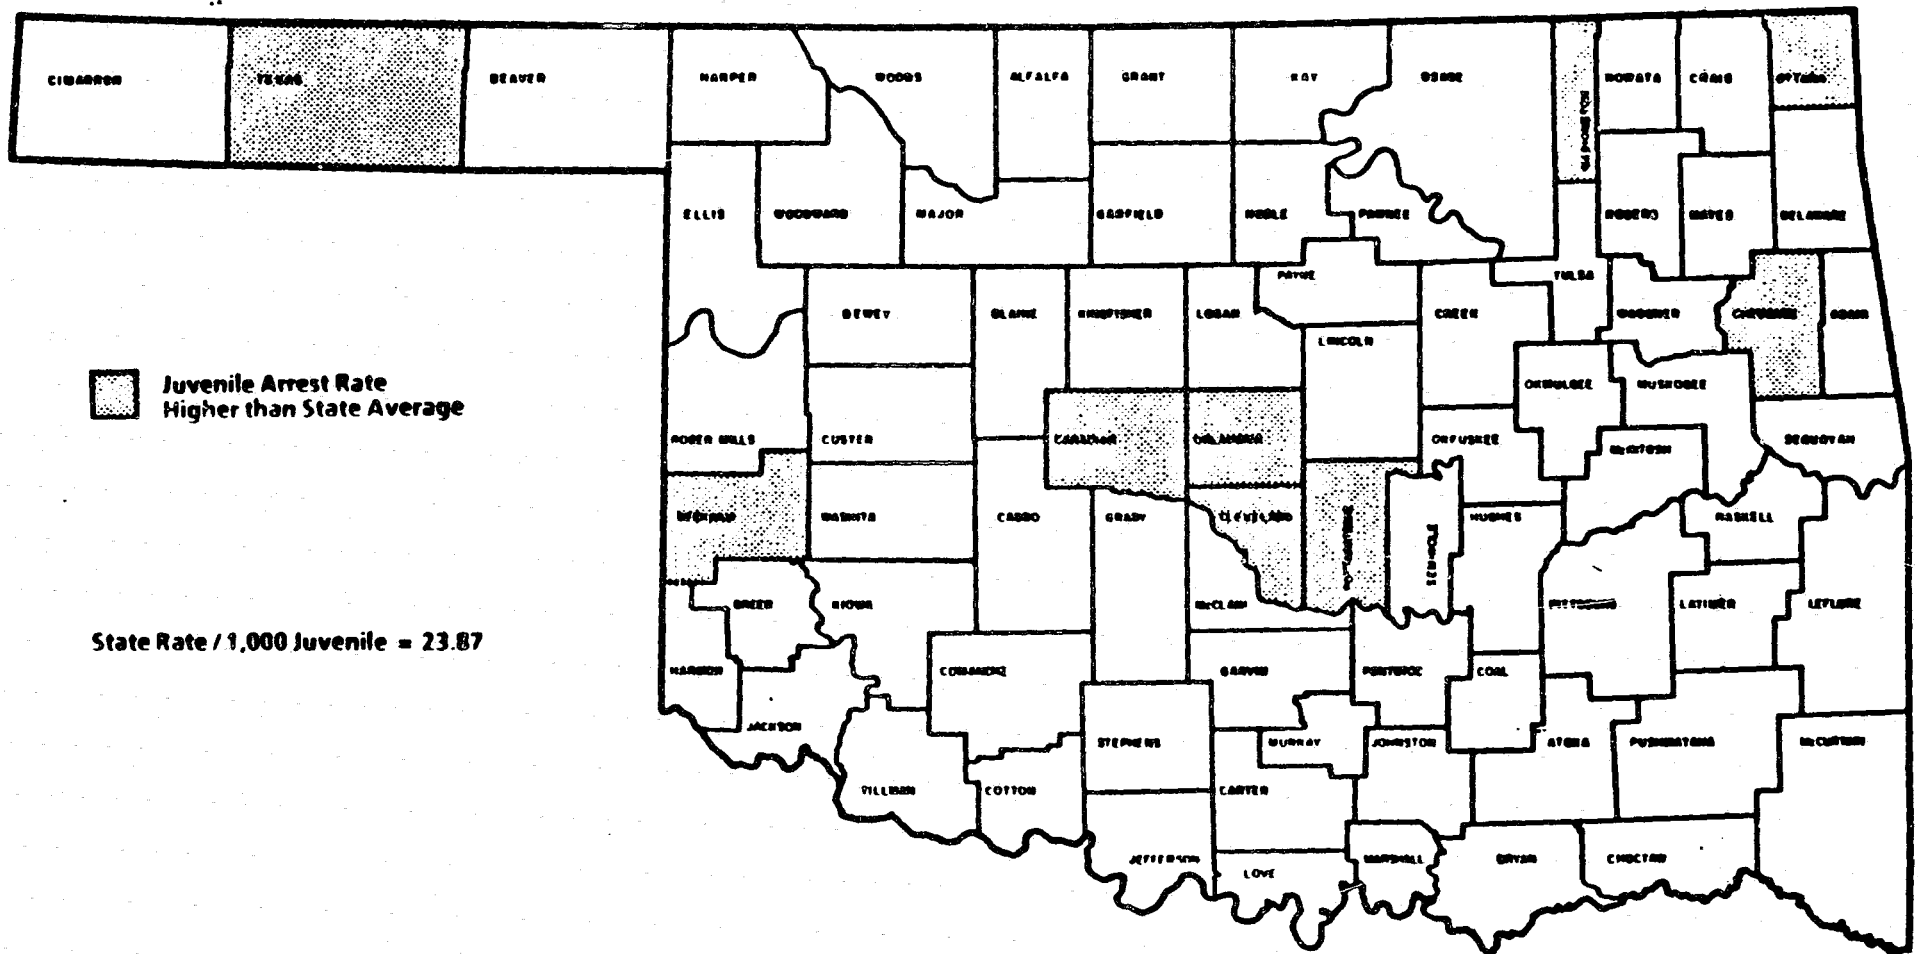 CIMARRON
TEXAS
BEAVER
HARPER
WOODS
ALFALFA
GRANT
KAY
OSAGE
WASHINGTON
NOWATA
CRAIG
OTTAWA
ELLIS
WOODWARD
MAJOR
GARFIELD
NOBLE
PAWNEE
ROGERS
MAYES
DELAWARE
PAYNE
TULSA
DEWEY
BLAINE
KINGFISHER
LOGAN
LINCOLN
CREEK
WAGONER
CHEROKEE
ADAIR
Juvenile Arrest Rate
Higher than State Average
OKMULGEE
MUSKOGEE
ROGER MILLS
CUSTER
CANADIAN
OKLAHOMA
OKFUSKEE
McINTOSH
SEQUOYAH
BECKHAM
WASHITA
CADDO
GRADY
CLEVELAND
POTTAWATOMIE
SEMINOLE
HUGHES
HASKELL
GREER
KIOWA
McCLAIN
PITTSBURG
LATIMER
LEFLORE
State Rate / 1,000 Juvenile = 23.87
HARMON
COMANCHE
GARVIN
PONTOTOC
COAL
JACKSON
STEPHENS
MURRAY
JOHNSTON
ATOKA
PUSHMATAHA
McCURTAIN
TILLMAN
COTTON
CARTER
JEFFERSON
LOVE
MARSHALL
BRYAN
CHOCTAW